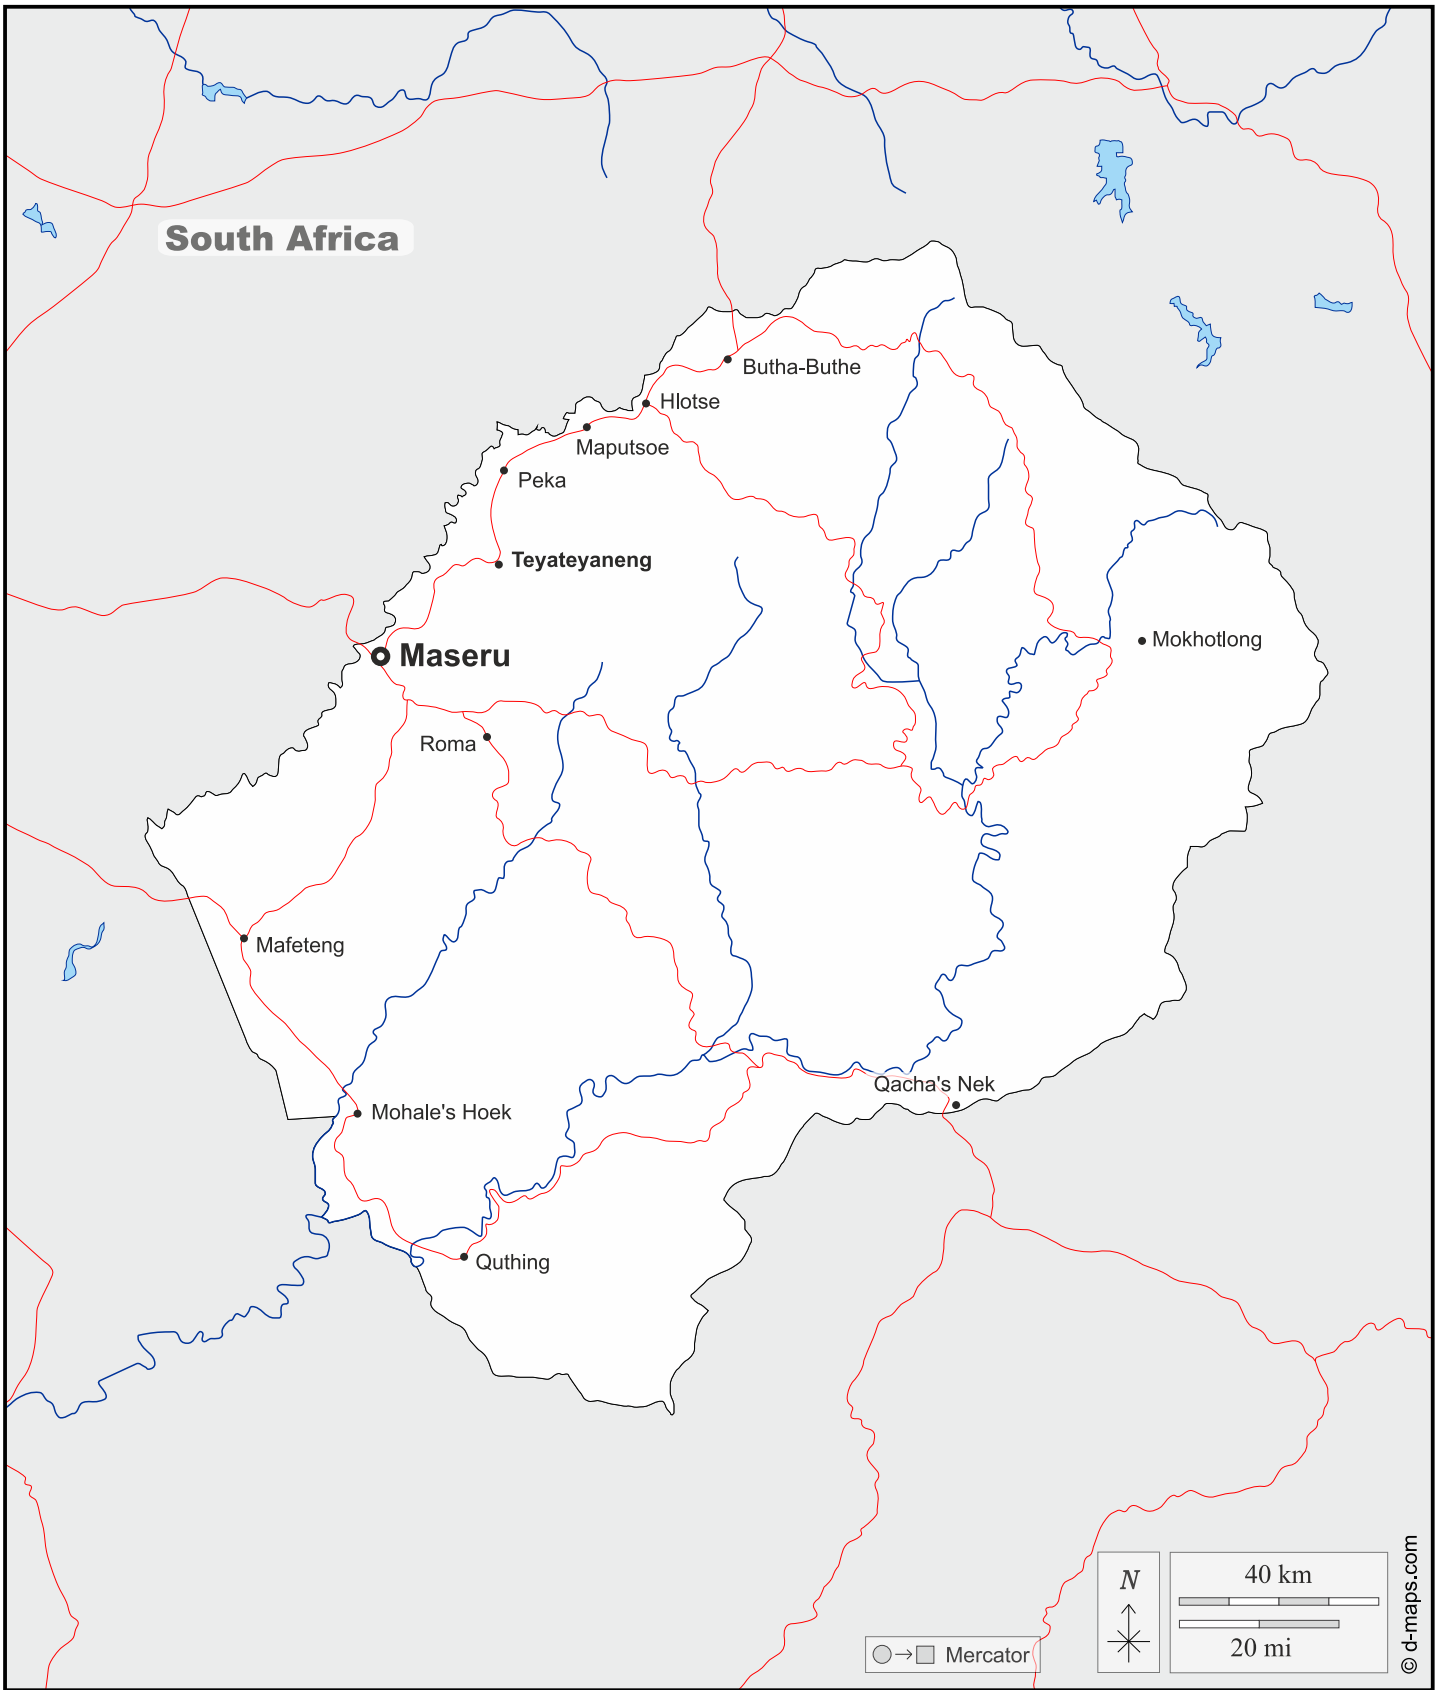 South Africa
Butha-Buthe
Hlotse
Maputsoe
Peka
Teyateyaneng
Mokhotlong
Maseru
Roma
Mafeteng
Qacha's Nek
Mohale's Hoek
Quthing
N
40 km
20 mi
Mercator
© d-maps.com